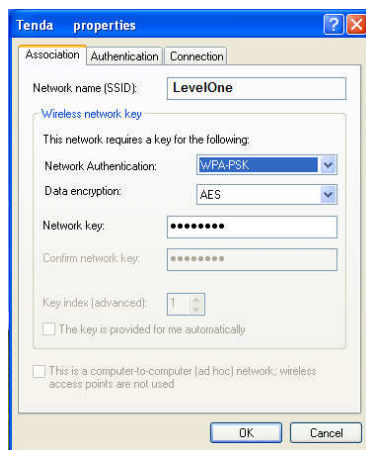 Tenda properties
Association Authentication Connection
Network name (SSID): LevelOne
Wireless network key
This network requires a key for the following:
Network Authentication: WPA-PSK
Data encryption: AES
Network key: ••••••••
Confirm network key: ••••••••
Key index (advanced): 1
The key is provided for me automatically
This is a computer-to-computer (ad hoc) network; wireless
access points are not used
OK Cancel